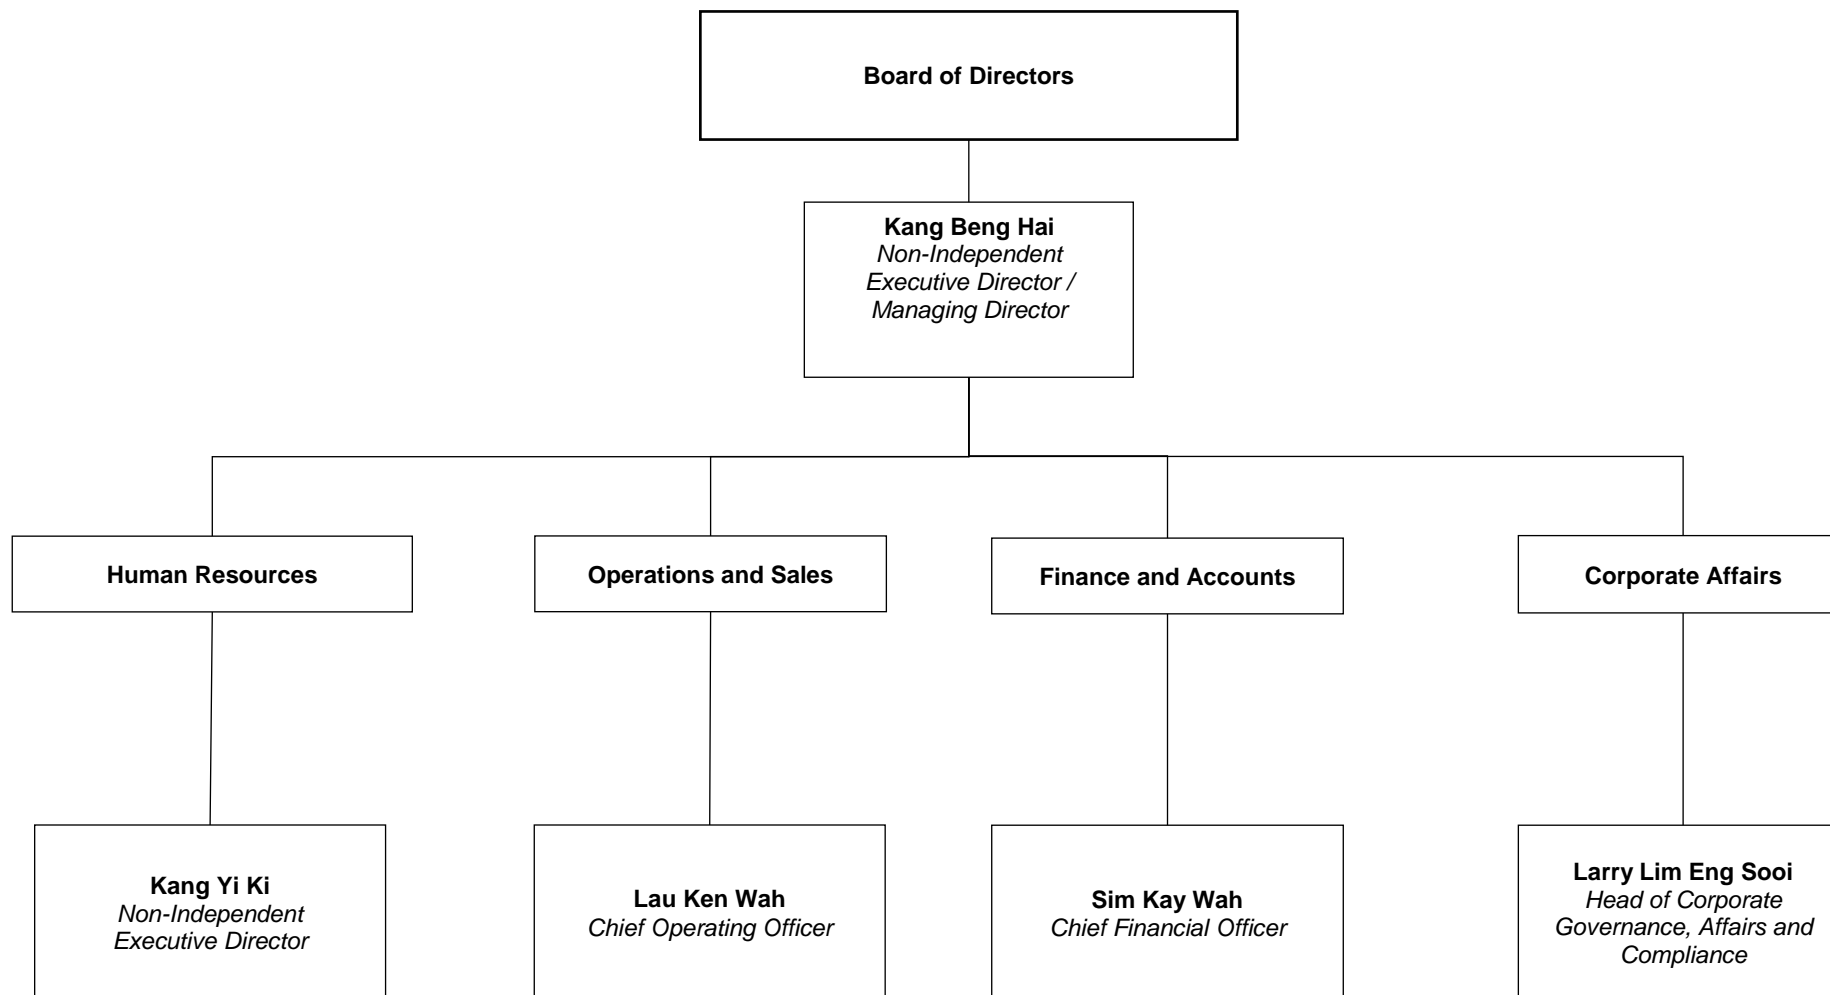 Board of Directors
Kang Beng Hai
Non-Independent
Executive Director /
Managing Director
Human Resources
Operations and Sales
Finance and Accounts
Corporate Affairs
Kang Yi Ki
Non-Independent
Executive Director
Lau Ken Wah
Chief Operating Officer
Sim Kay Wah
Chief Financial Officer
Larry Lim Eng Sooi
Head of Corporate
Governance, Affairs and
Compliance